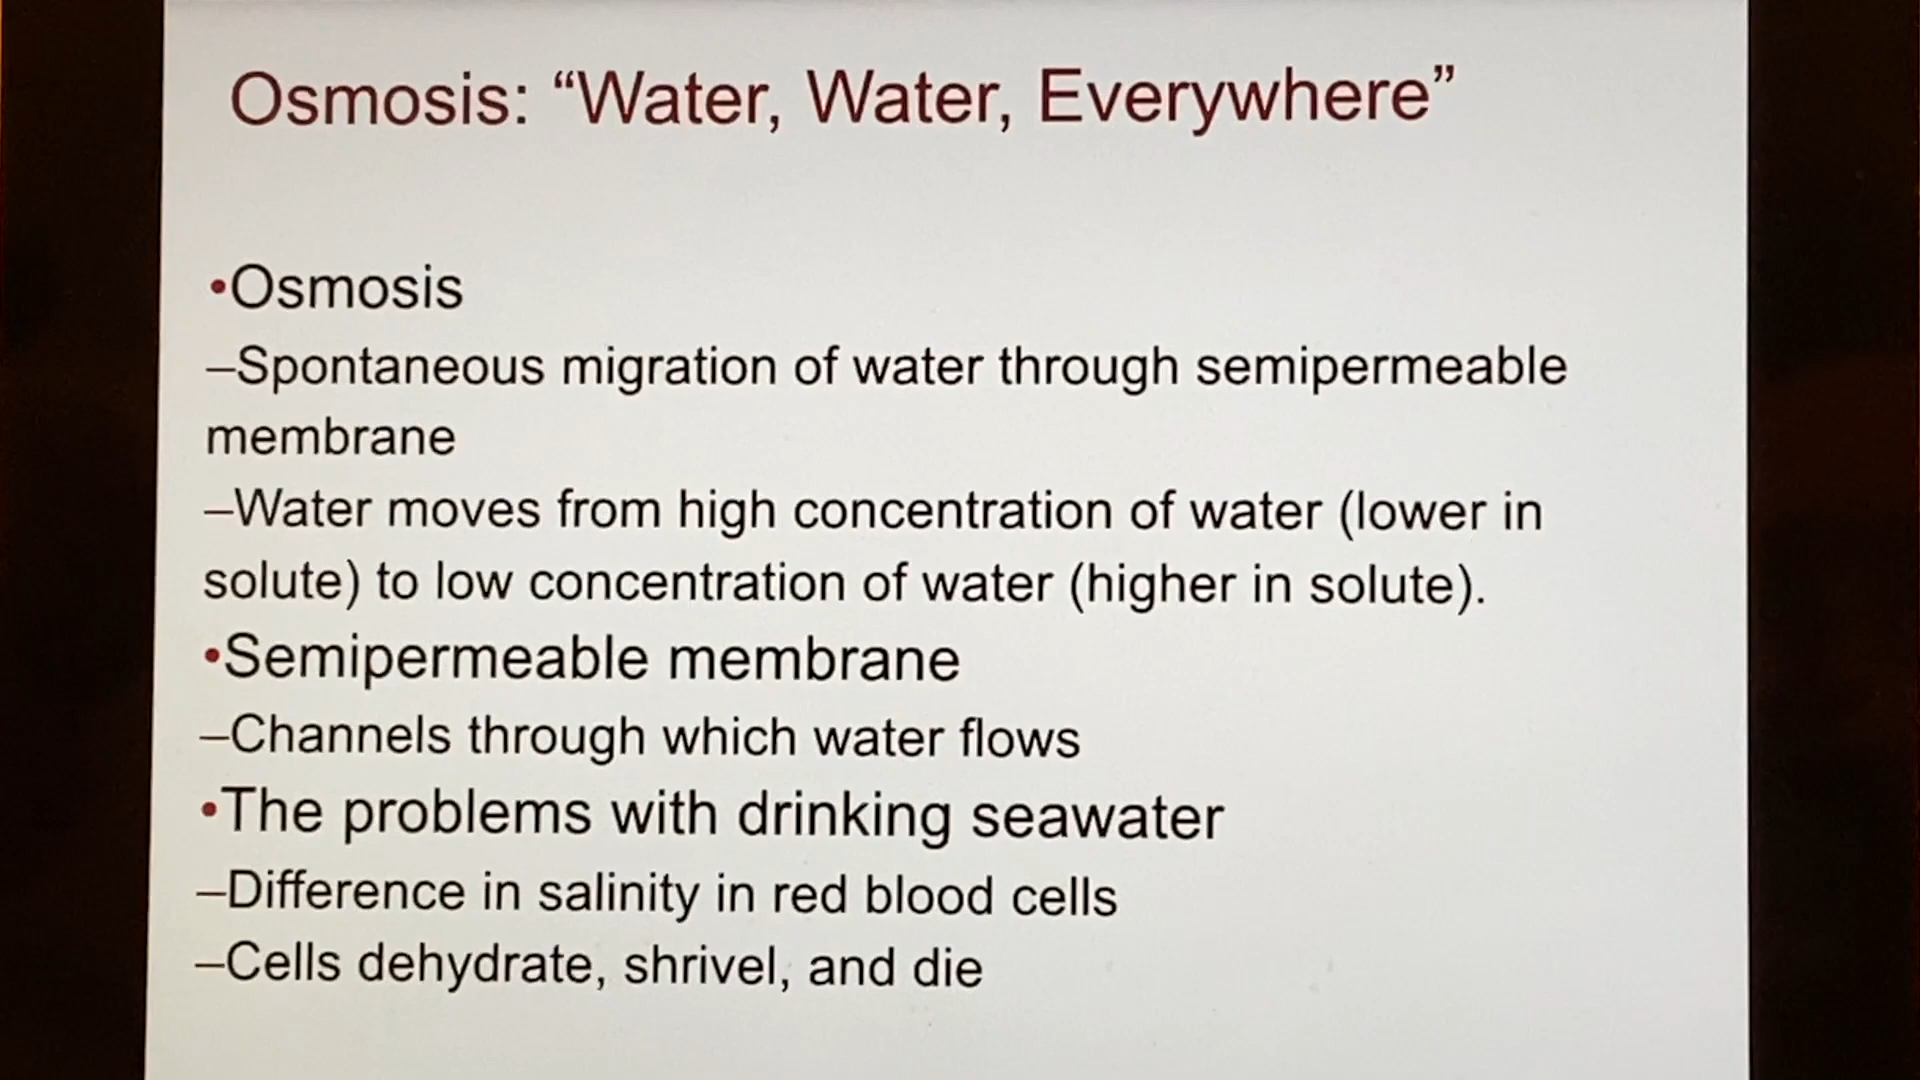 Osmosis: “Water, Water, Everywhere”
•Osmosis
–Spontaneous migration of water through semipermeable
membrane
–Water moves from high concentration of water (lower in
solute) to low concentration of water (higher in solute).
•Semipermeable membrane
–Channels through which water flows
•The problems with drinking seawater
–Difference in salinity in red blood cells
–Cells dehydrate, shrivel, and die